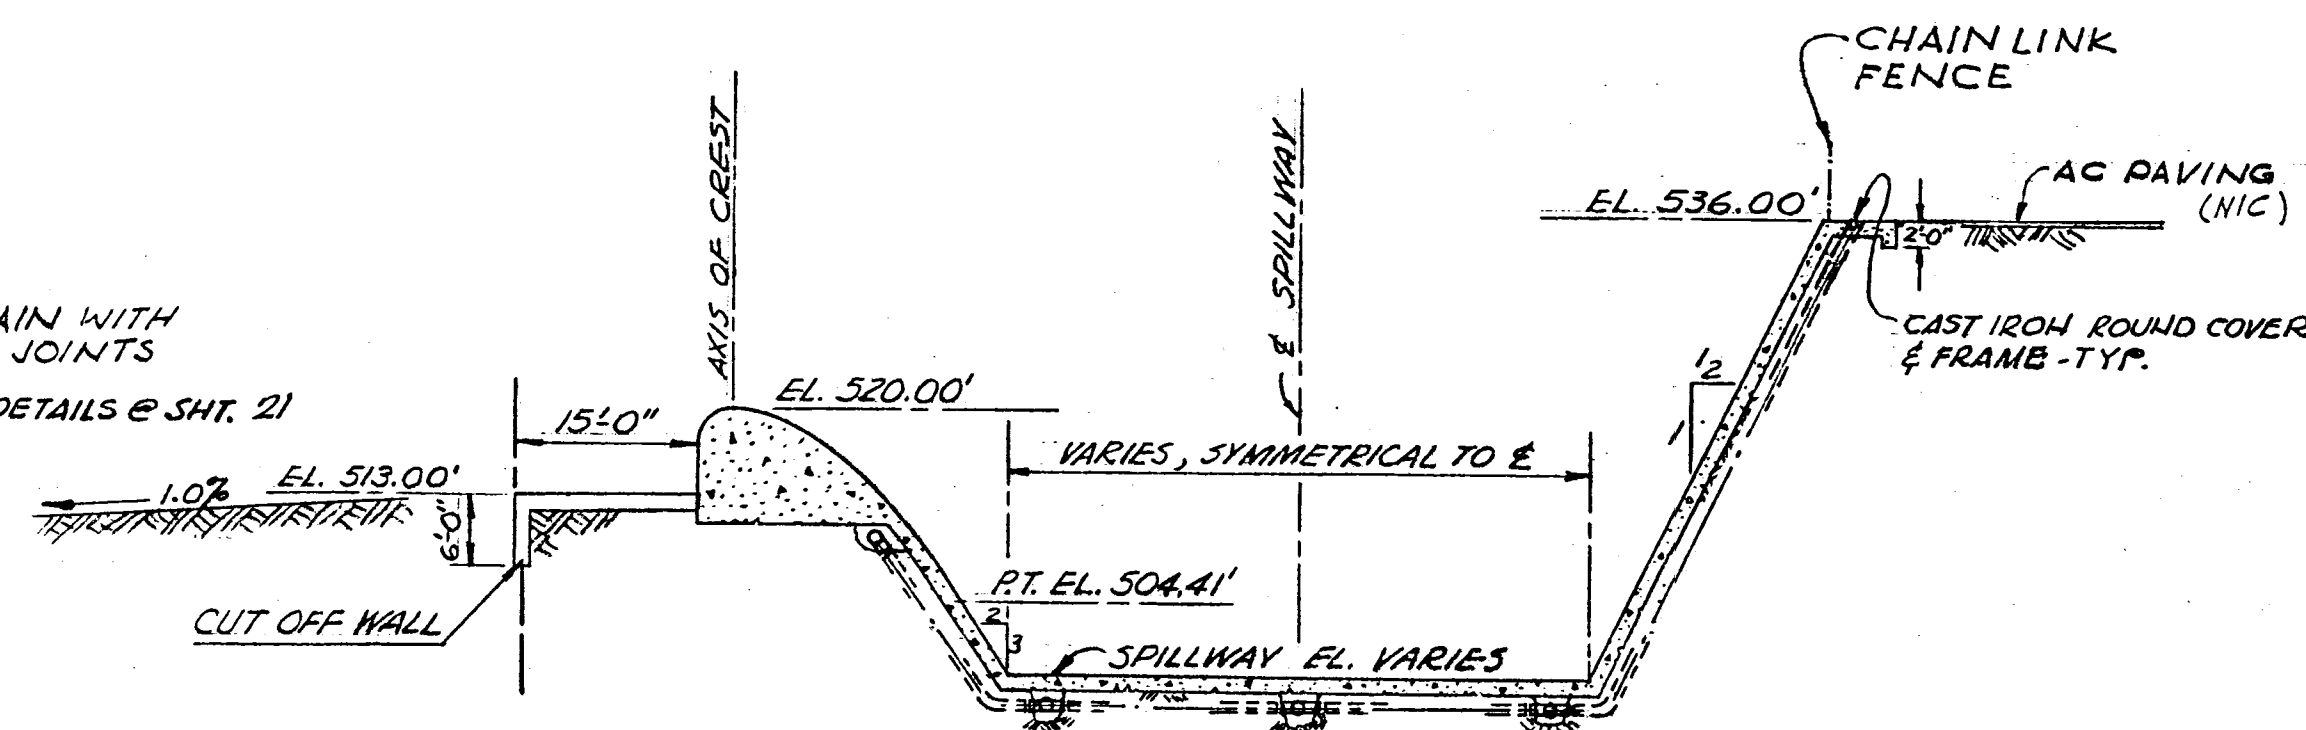 CHAIN LINK
FENCE
AXIS OF CREST
℄ SPILLWAY
EL. 536.00'
AC PAVING
(NIC)
2'-0"
AIN WITH
JOINTS
CAST IRON ROUND COVER
& FRAME - TYP.
1/2
1
DETAILS @ SHT. 21
EL. 520.00'
15'-0"
VARIES, SYMMETRICAL TO ℄
1.0%
EL. 513.00'
6'-0"
P.T. EL. 504.41'
2
3
CUT OFF WALL
SPILLWAY EL. VARIES